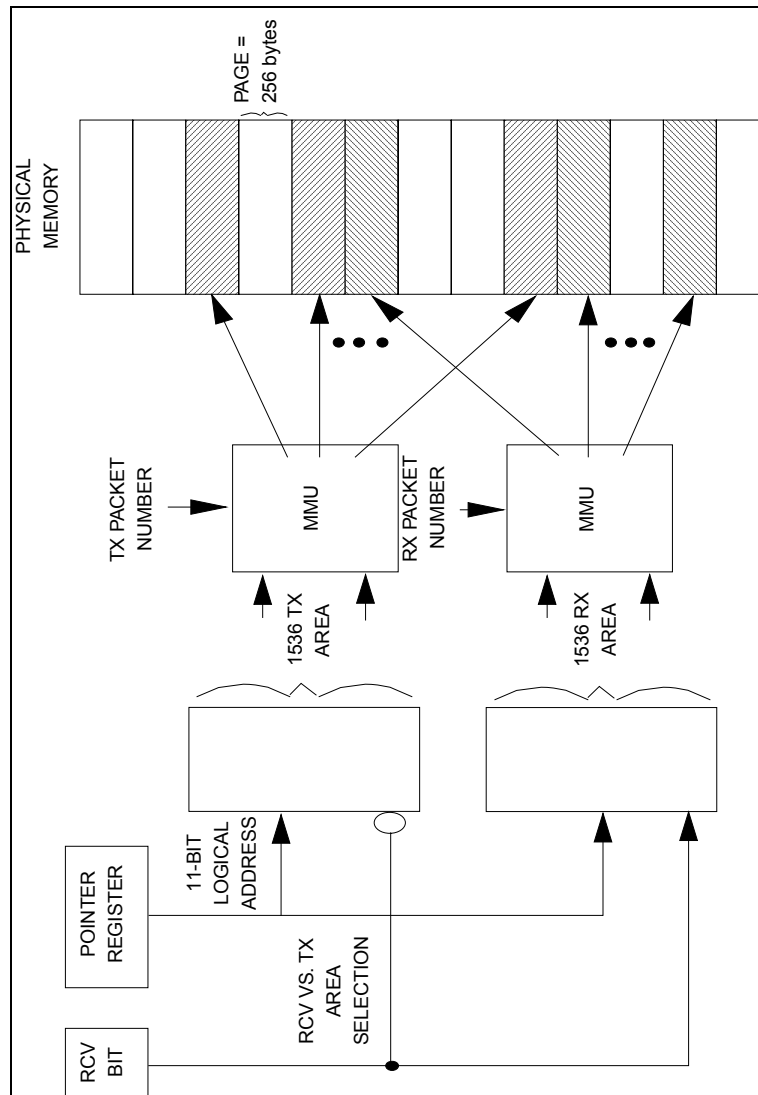 PHYSICAL
MEMORY
PAGE =
256 bytes
TX PACKET
NUMBER
MMU
RX PACKET
NUMBER
MMU
1536 TX
AREA
1536 RX
AREA
11-BIT
LOGICAL
ADDRESS
POINTER
REGISTER
RCV VS. TX
AREA
SELECTION
RCV
BIT